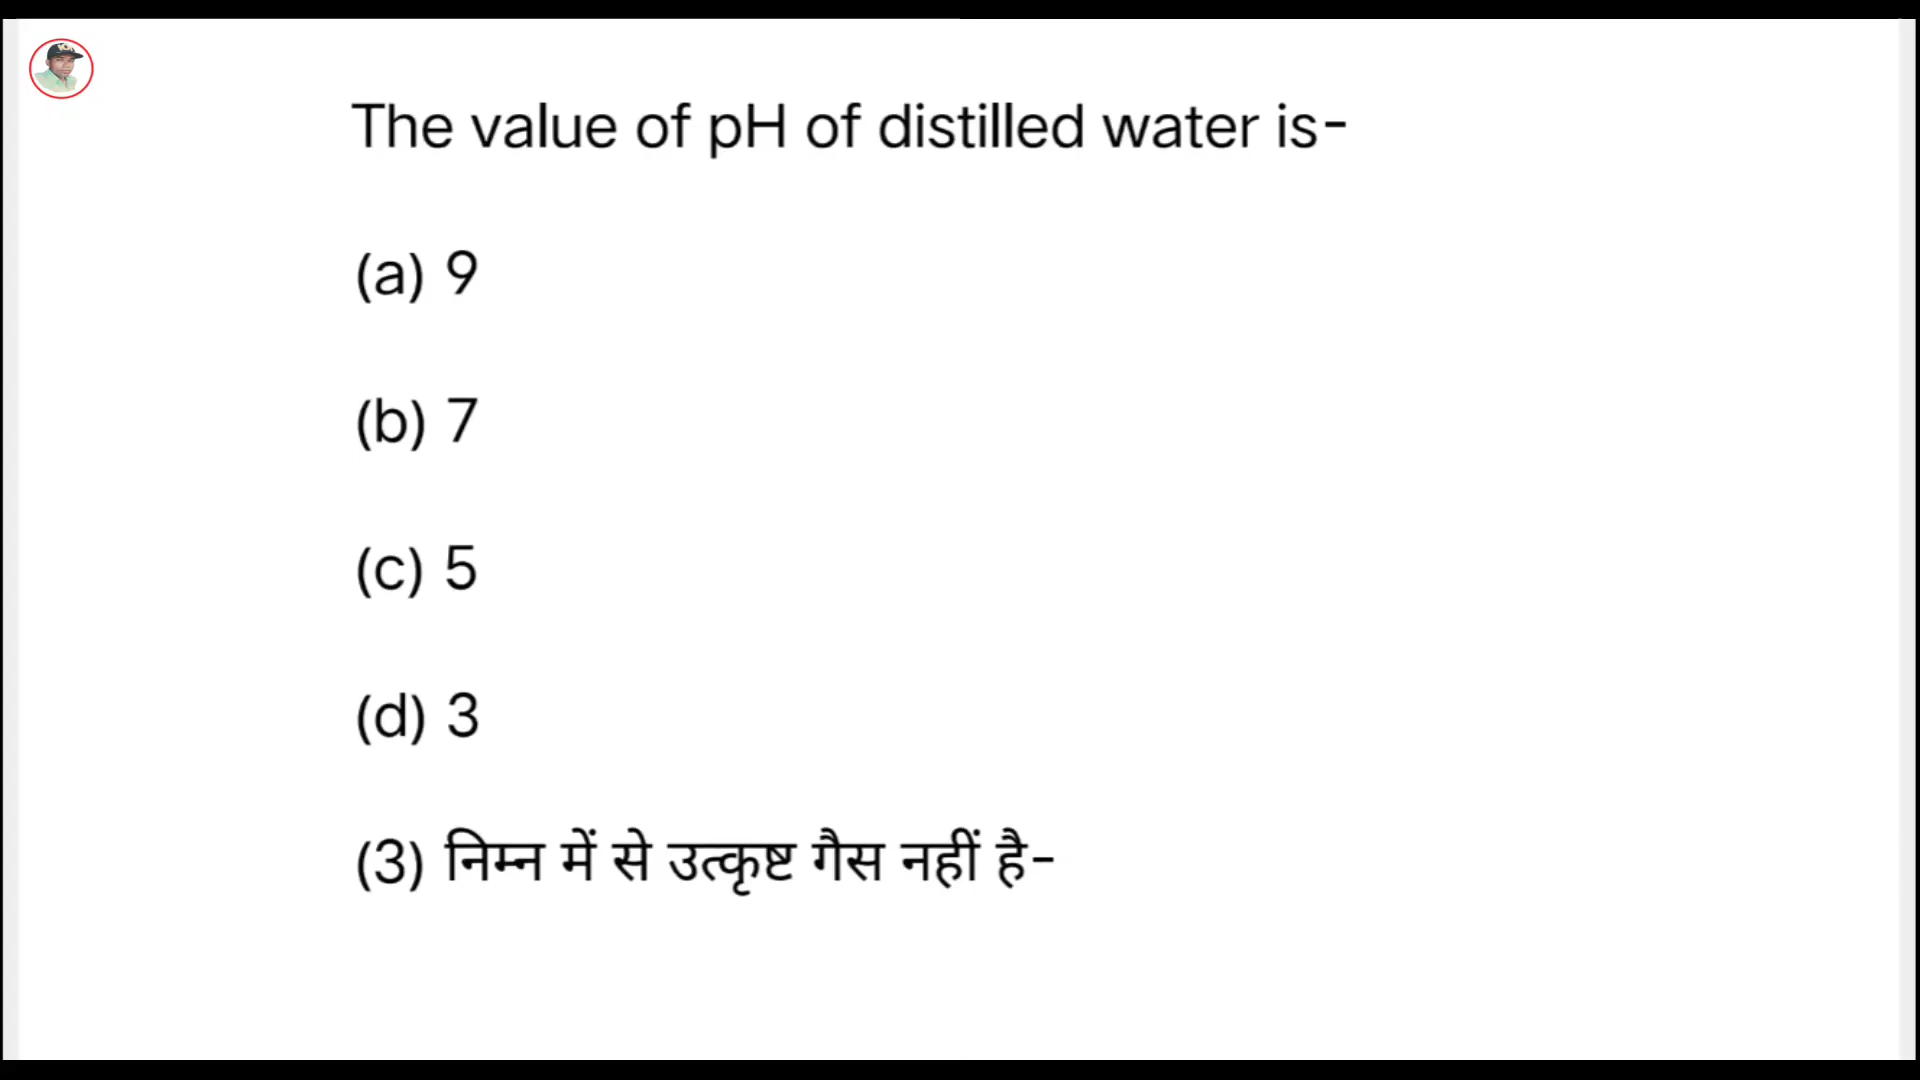 The value of pH of distilled water is-
(a) 9
(b) 7
(c) 5
(d) 3
(3) निम्न में से उत्कृष्ट गैस नहीं है-